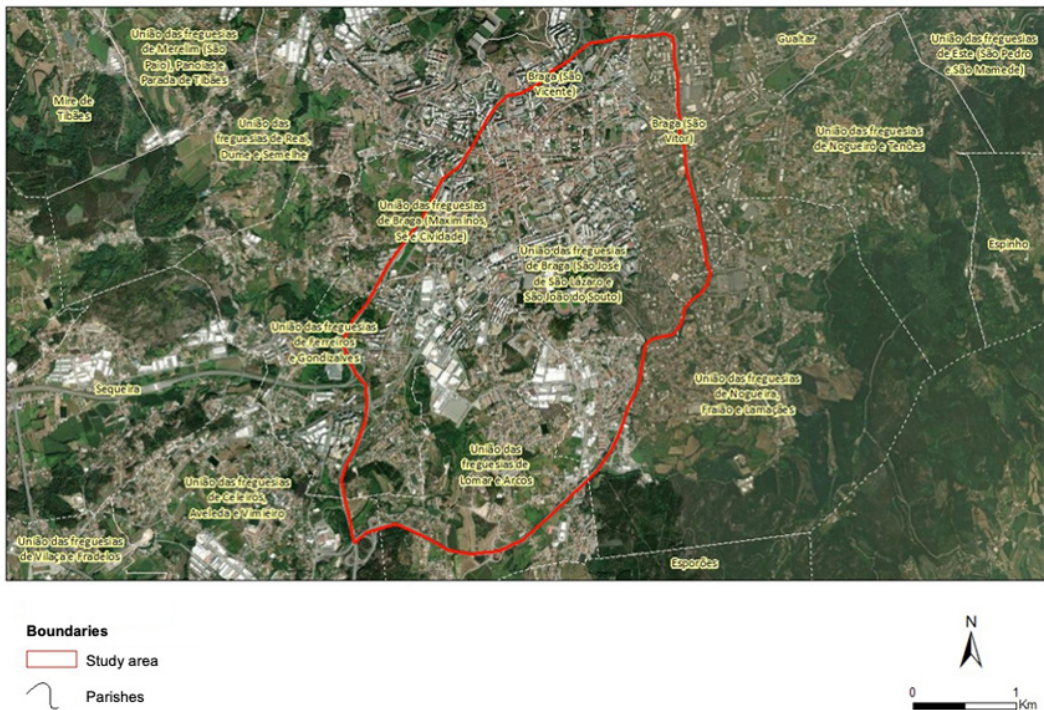 União das freguesias
de Merelim (São
Paio), Panoias e
Parada de Tibães
Mire de
Tibães
União das
freguesias de Real,
Dume e Semelhe
Braga (São
Vicente)
Gualtar
União das freguesias
de Este (São Pedro
e São Mamede)
Braga (São
Vitor)
União das freguesias
de Nogueiró e Tenões
União das freguesias
de Braga (Maximinos,
Sé e Cividade)
União das freguesias
de Braga (São José
de São Lázaro e
São João do Souto)
Espinho
União das freguesias
de Ferreiros
e Gondizalves
Sequeira
União das freguesias
de Nogueira,
Fraião e Lamaçães
União das
freguesias de
Lomar e Arcos
União das freguesias
de Celeirós,
Aveleda e Vimieiro
União das freguesias
de Vilaça e Fradelos
Esporões
Boundaries
Study area
Parishes
N
0 1
Km